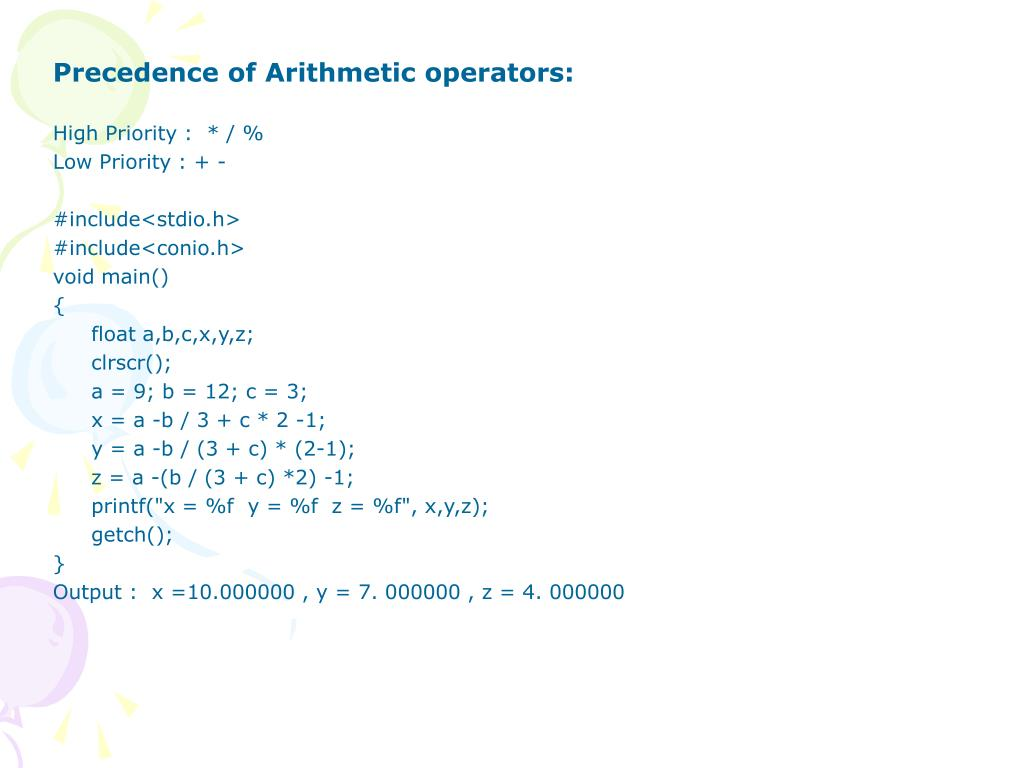 Precedence of Arithmetic operators:
High Priority :  * / %
Low Priority : + -
#include<stdio.h>
#include<conio.h>
void main()
{
float a,b,c,x,y,z;
clrscr();
a = 9; b = 12; c = 3;
x = a -b / 3 + c * 2 -1;
y = a -b / (3 + c) * (2-1);
z = a -(b / (3 + c) *2) -1;
printf("x = %f  y = %f  z = %f", x,y,z);
getch();
}
Output :  x =10.000000 , y = 7. 000000 , z = 4. 000000